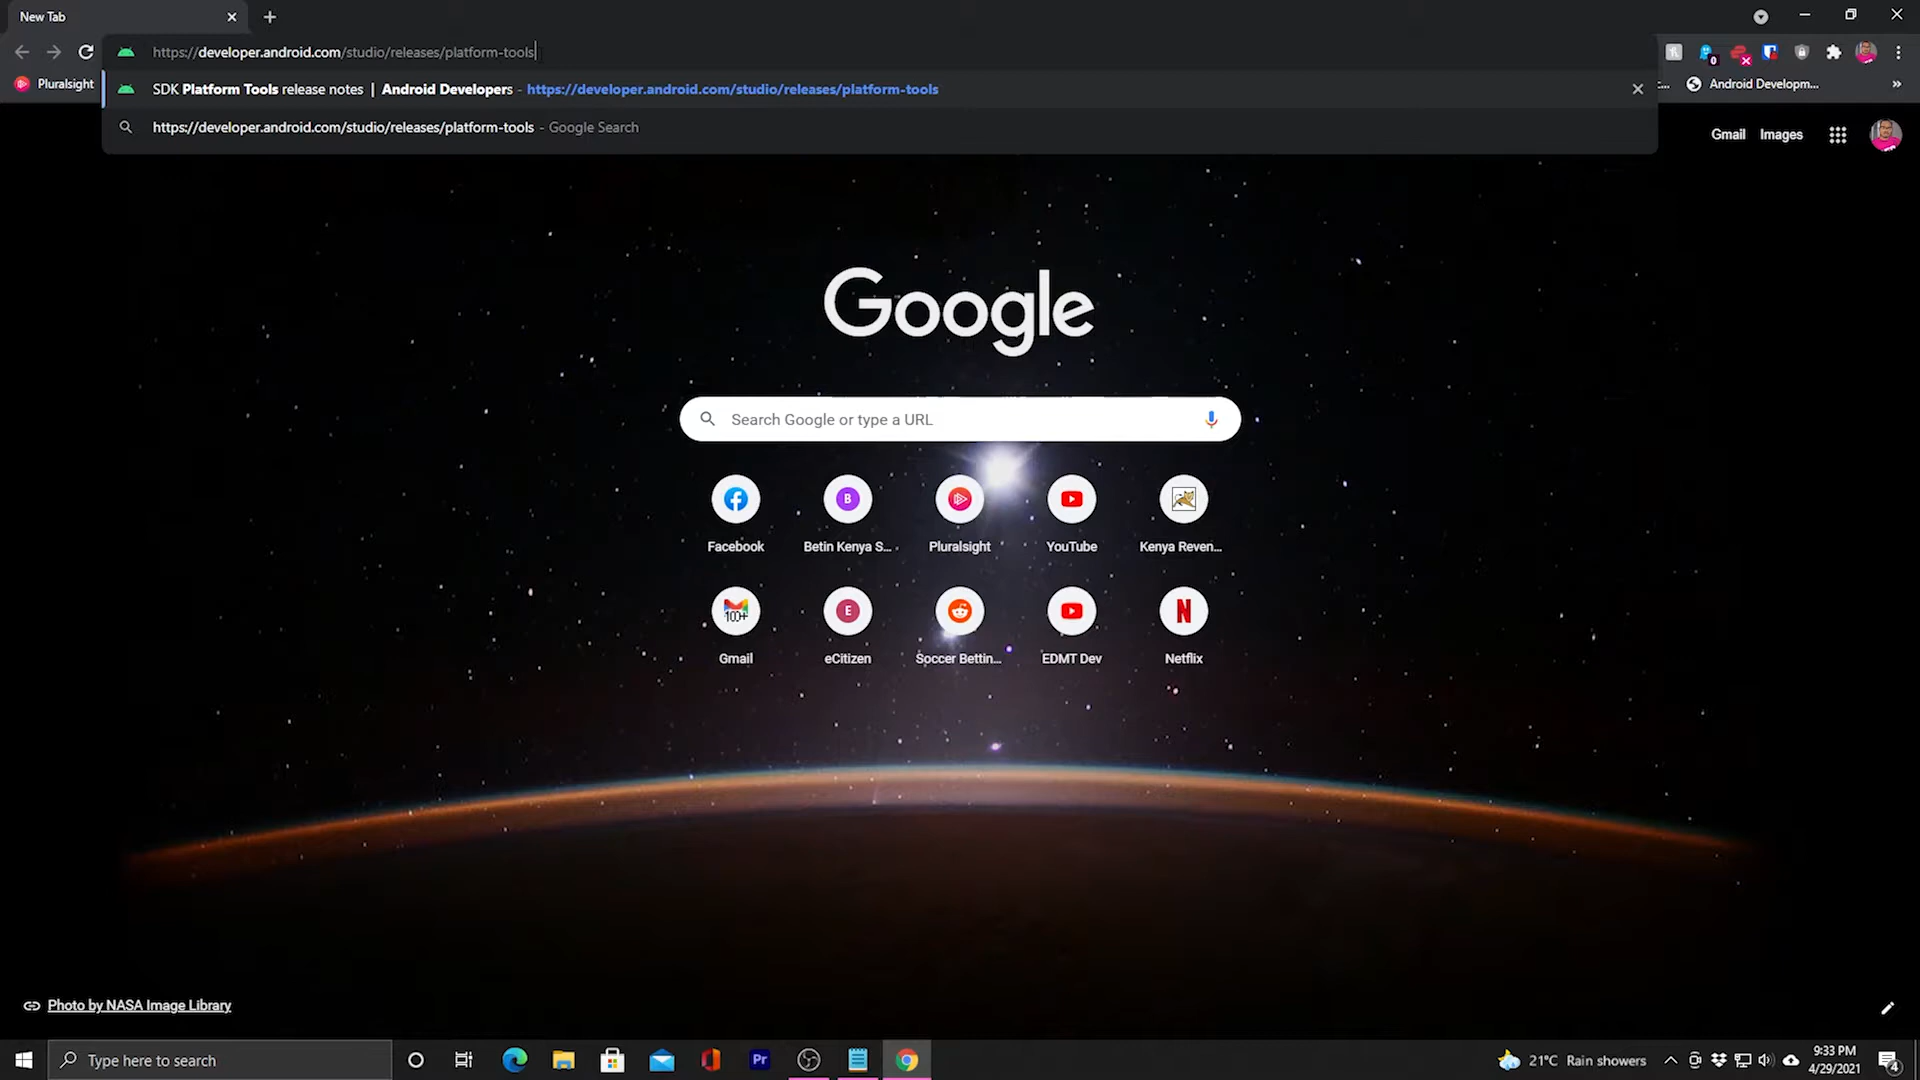 New Tab
https://developer.android.com/studio/releases/platform-tools
0
Pluralsight
SDK Platform Tools release notes | Android Developers - https://developer.android.com/studio/releases/platform-tools
Android Developm...
»
https://developer.android.com/studio/releases/platform-tools - Google Search
Gmail Images
Google
Search Google or type a URL
B
Facebook
Betin Kenya S...
Pluralsight
YouTube
Kenya Reven...
100+
E
N
Gmail
eCitizen
Soccer Bettin...
EDMT Dev
Netflix
Photo by NASA Image Library
Type here to search
Pr
21°C Rain showers
9:33 PM
4/29/2021
4